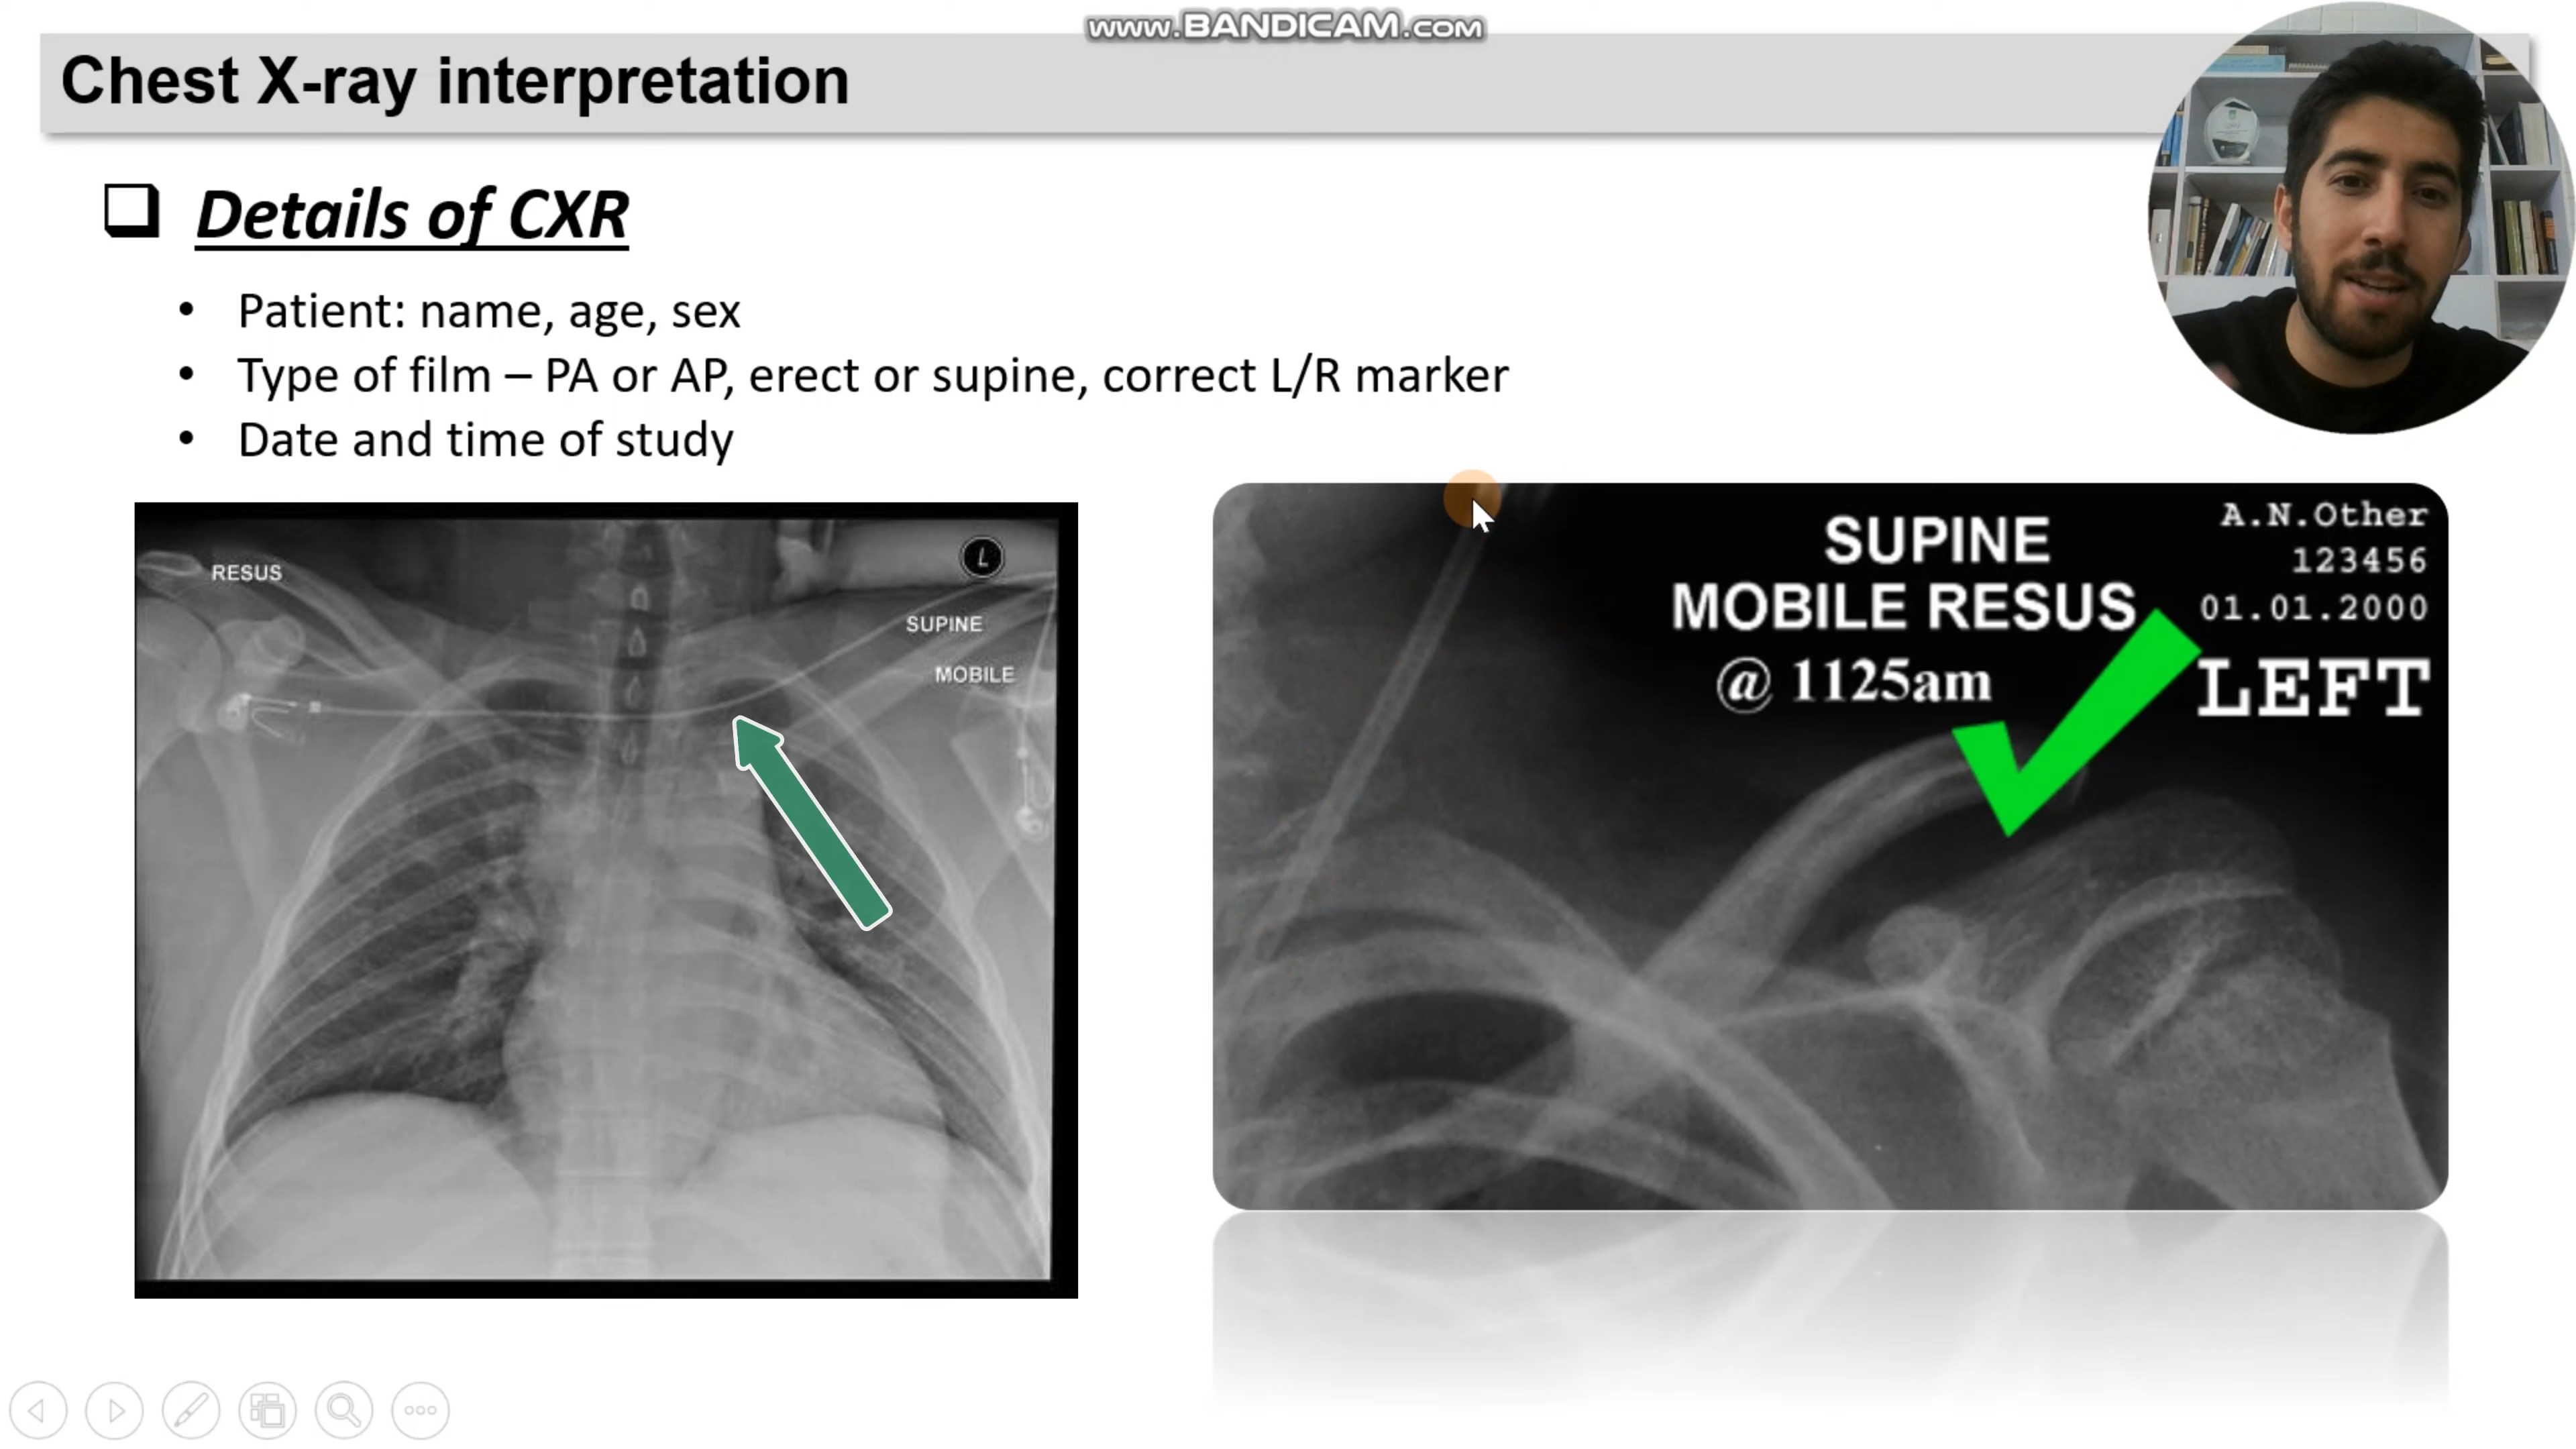 www.BANDICAM.com
Chest X-ray interpretation
Details of CXR
• Patient: name, age, sex
• Type of film – PA or AP, erect or supine, correct L/R marker
• Date and time of study
RESUS
L
SUPINE
MOBILE
SUPINE
MOBILE RESUS
@ 1125am
A.N.Other
123456
01.01.2000
LEFT